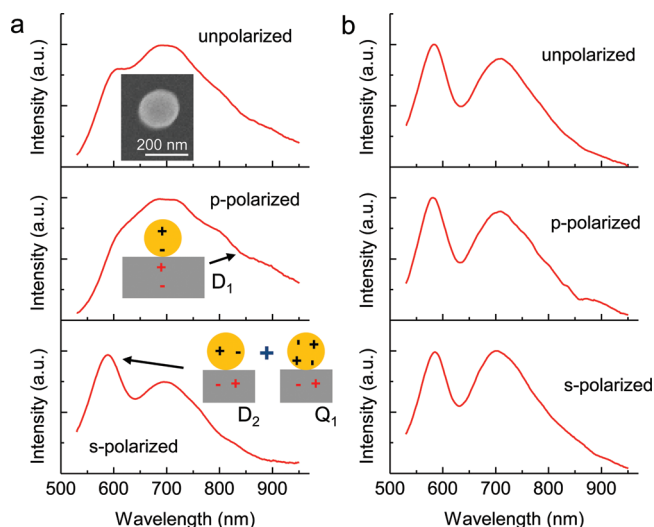 a
b
unpolarized
200 nm
Intensity (a.u.)
unpolarized
Intensity (a.u.)
p-polarized
+
-
+
-
D₁
Intensity (a.u.)
p-polarized
Intensity (a.u.)
+ -
- +
D₂
+
- +
+ -
- +
Q₁
s-polarized
Intensity (a.u.)
s-polarized
Intensity (a.u.)
500 600 700 800 900
Wavelength (nm)
500 600 700 800 900
Wavelength (nm)